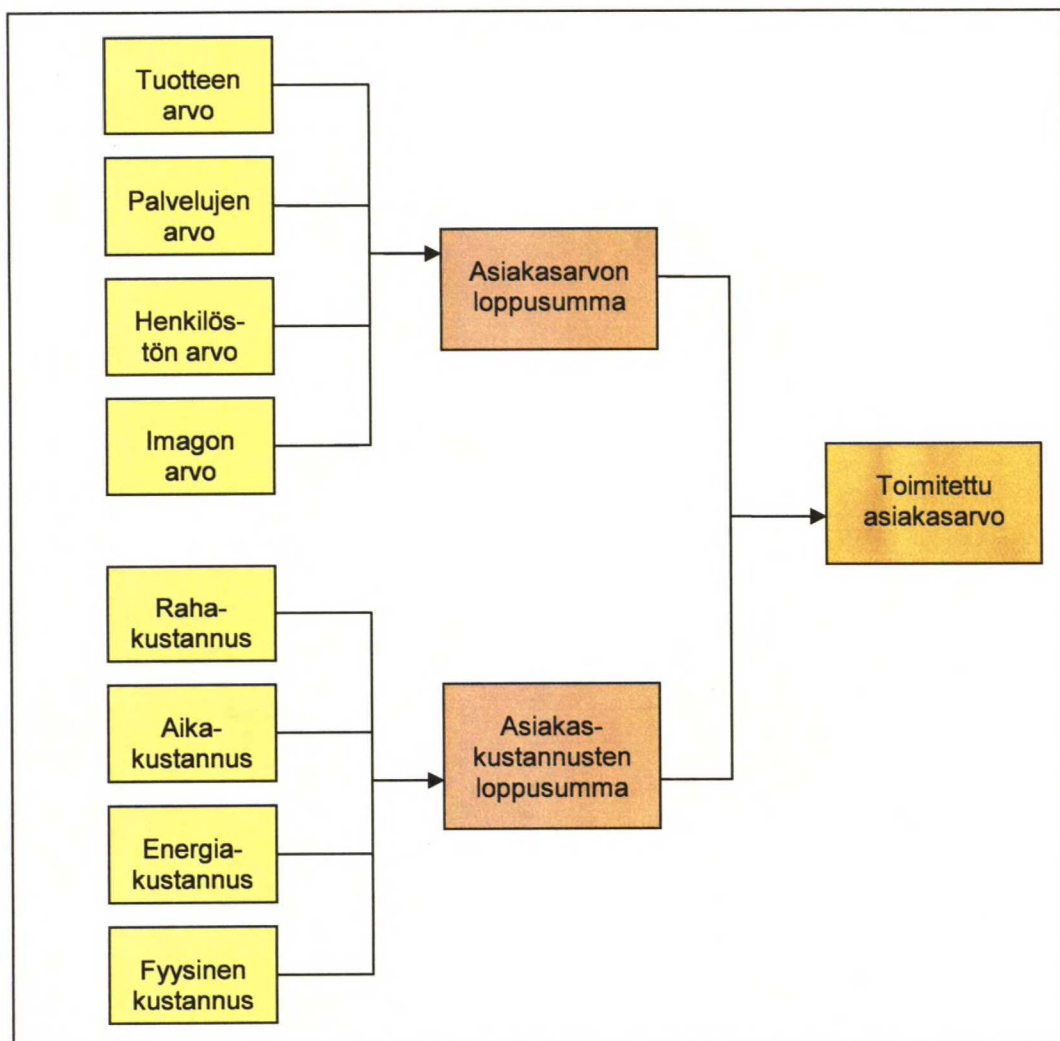 Tuotteen
arvo
Palvelujen
arvo
Henkilös-
tön arvo
Imagon
arvo
Asiakasarvon
loppusumma
Toimitettu
asiakasarvo
Raha-
kustannus
Aika-
kustannus
Energia-
kustannus
Fyysinen
kustannus
Asiakas-
kustannusten
loppusumma